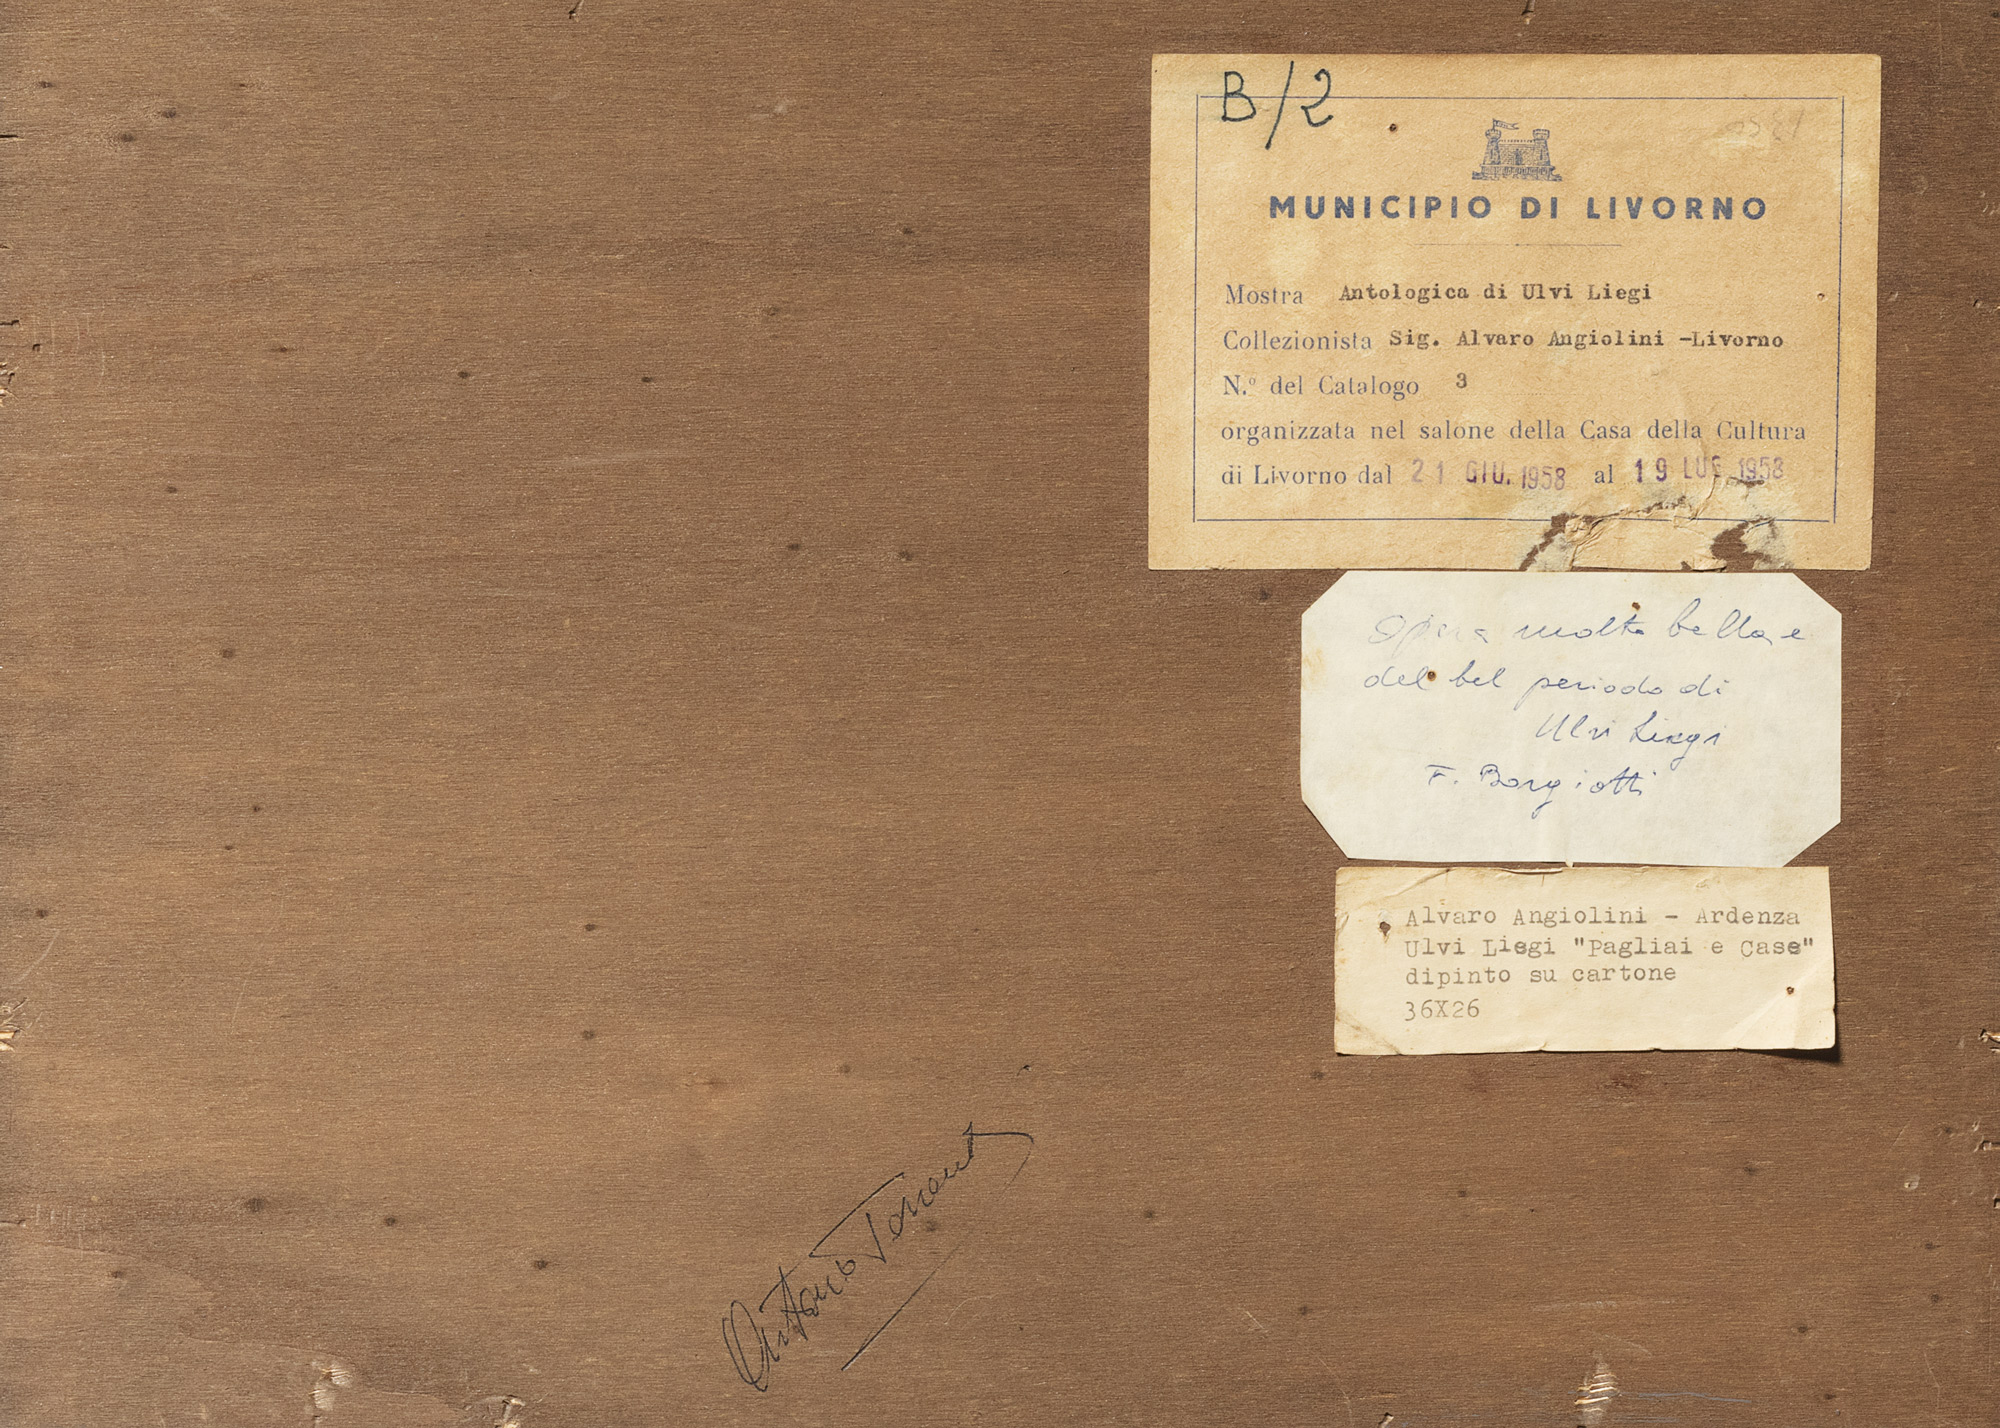 B/2
MUNICIPIO DI LIVORNO
Mostra Antologica di Ulvi Liegi
Collezionista Sig. Alvaro Angiolini -Livorno
N.º del Catalogo 3
organizzata nel salone della Casa della Cultura
di Livorno dal 21 GIU. 1958 al 19 LUG 1958
Opera molto bella e
del bel periodo di
Ulvi Liegi
F. Borgiotti
Alvaro Angiolini - Ardenza
Ulvi Liegi "Pagliai e Case"
dipinto su cartone
36X26
Antonio